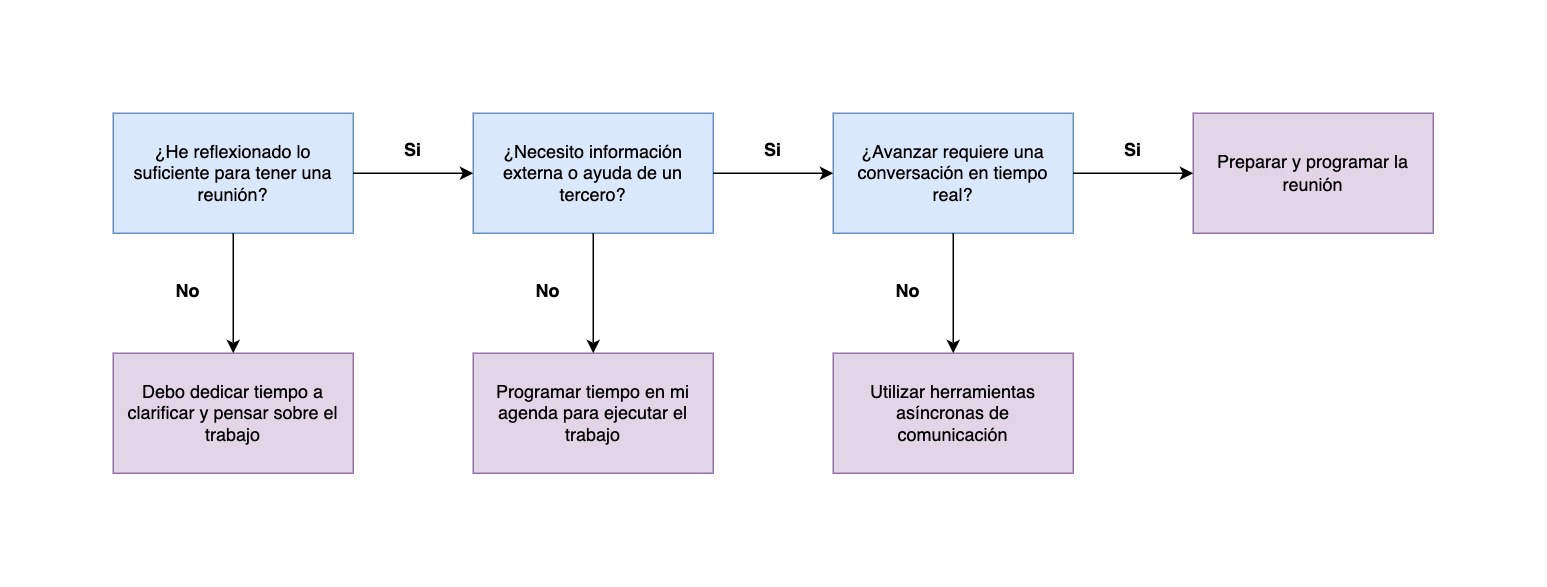 ¿He reflexionado lo
suficiente para tener una
reunión?
Si
¿Necesito información
externa o ayuda de un
tercero?
Si
¿Avanzar requiere una
conversación en tiempo
real?
Si
Preparar y programar la
reunión
No
No
No
Debo dedicar tiempo a
clarificar y pensar sobre el
trabajo
Programar tiempo en mi
agenda para ejecutar el
trabajo
Utilizar herramientas
asíncronas de
comunicación